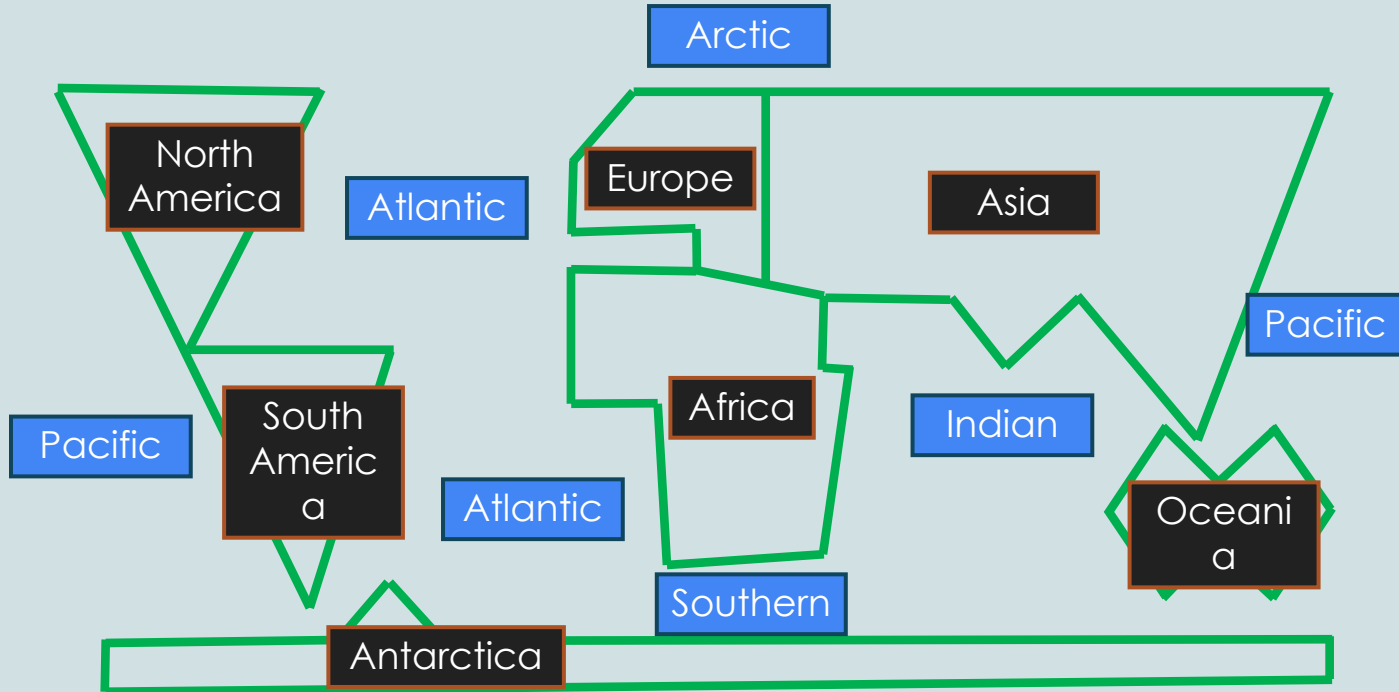 Arctic
North
America
Europe
Asia
Atlantic
Pacific
South
Americ
a
Africa
Indian
Pacific
Atlantic
Oceani
a
Southern
Antarctica